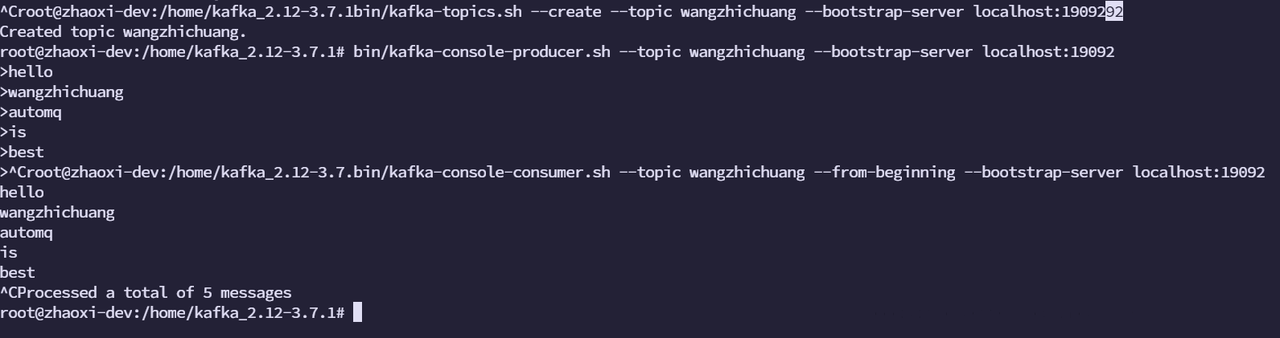 ^Croot@zhaoxi-dev:/home/kafka_2.12-3.7.1bin/kafka-topics.sh --create --topic wangzhichuang --bootstrap-server localhost:1909292
Created topic wangzhichuang.
root@zhaoxi-dev:/home/kafka_2.12-3.7.1# bin/kafka-console-producer.sh --topic wangzhichuang --bootstrap-server localhost:19092
>hello
>wangzhichuang
>automq
>is
>best
>^Croot@zhaoxi-dev:/home/kafka_2.12-3.7.bin/kafka-console-consumer.sh --topic wangzhichuang --from-beginning --bootstrap-server localhost:19092
hello
wangzhichuang
automq
is
best
^CProcessed a total of 5 messages
root@zhaoxi-dev:/home/kafka_2.12-3.7.1#